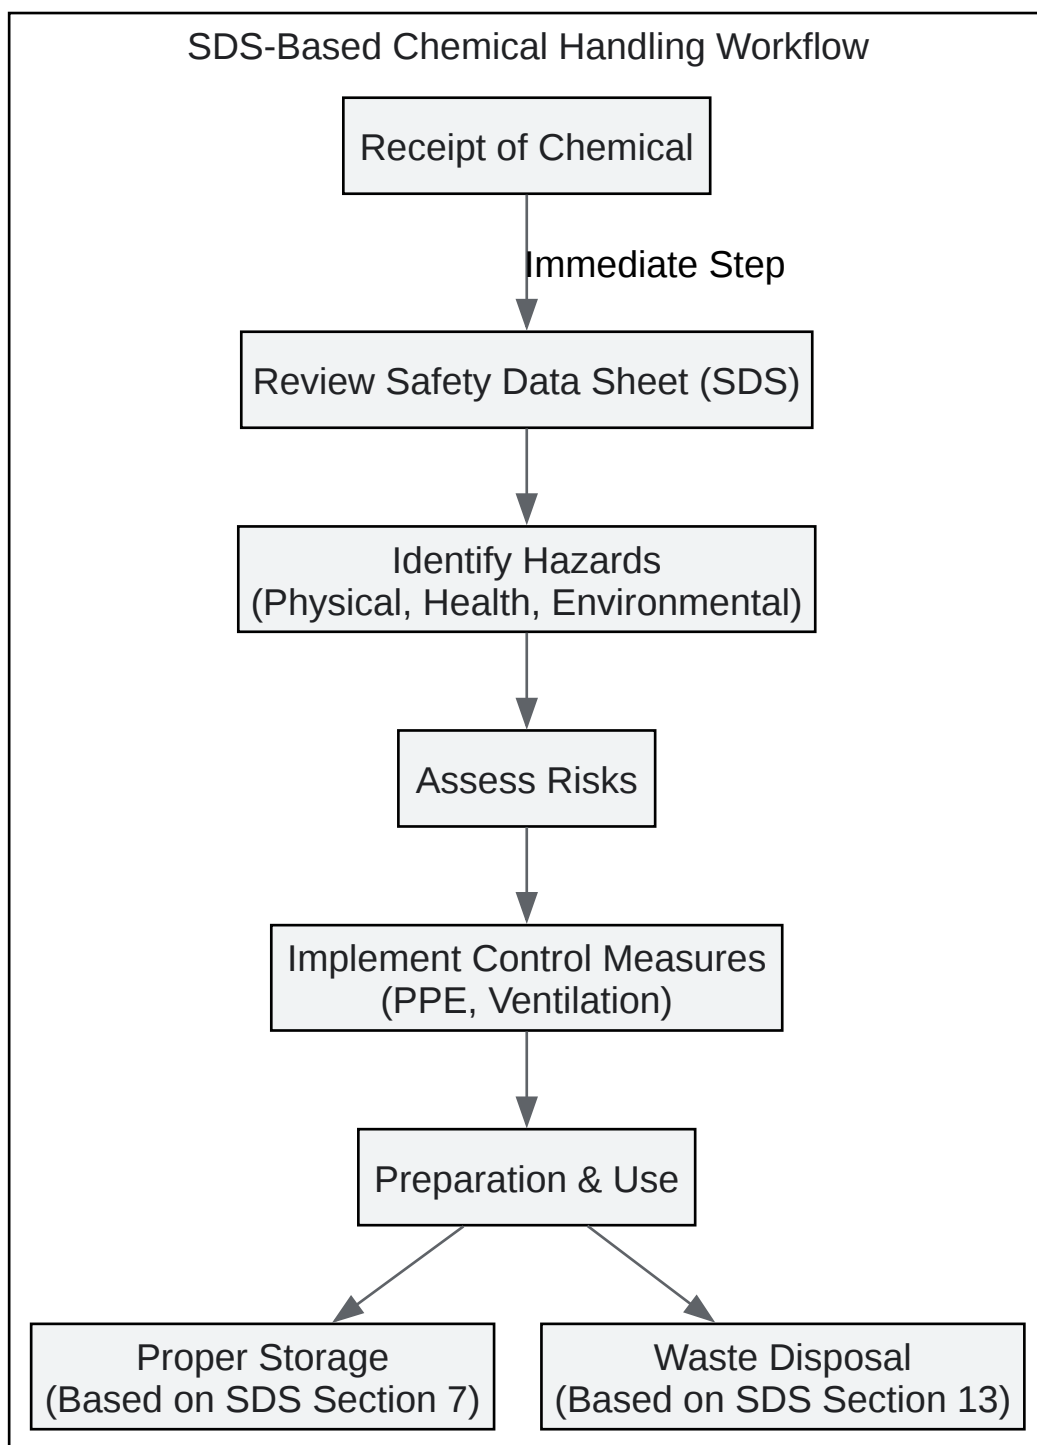 SDS-Based Chemical Handling Workflow
Receipt of Chemical
Immediate Step
Review Safety Data Sheet (SDS)
Identify Hazards
(Physical, Health, Environmental)
Assess Risks
Implement Control Measures
(PPE, Ventilation)
Preparation & Use
Proper Storage
(Based on SDS Section 7)
Waste Disposal
(Based on SDS Section 13)